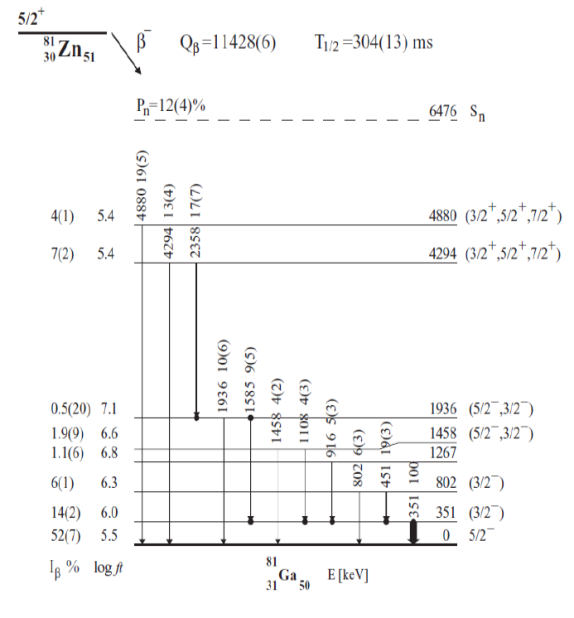 5/2⁺
⁸¹₃₀Zn₅₁ β⁻ Qᵦ=11428(6) T₁/₂=304(13) ms
Pₙ=12(4)%
6476 Sₙ
4880 19(5)
4294 13(4)
2358 17(7)
4(1) 5.4 4880 (3/2⁺,5/2⁺,7/2⁺)
7(2) 5.4 4294 (3/2⁺,5/2⁺,7/2⁺)
1936 10(6)
1585 9(5)
1458 4(2)
1108 4(3)
916 5(3)
802 6(3)
451 19(3)
351 100
0.5(20) 7.1 1936 (5/2⁻,3/2⁻)
1.9(9) 6.6 1458 (5/2⁻,3/2⁻)
1.1(6) 6.8 1267
6(1) 6.3 802 (3/2⁻)
14(2) 6.0 351 (3/2⁻)
52(7) 5.5 0 5/2⁻
Iᵦ % log ft ⁸¹₃₁Ga₅₀ E [keV]